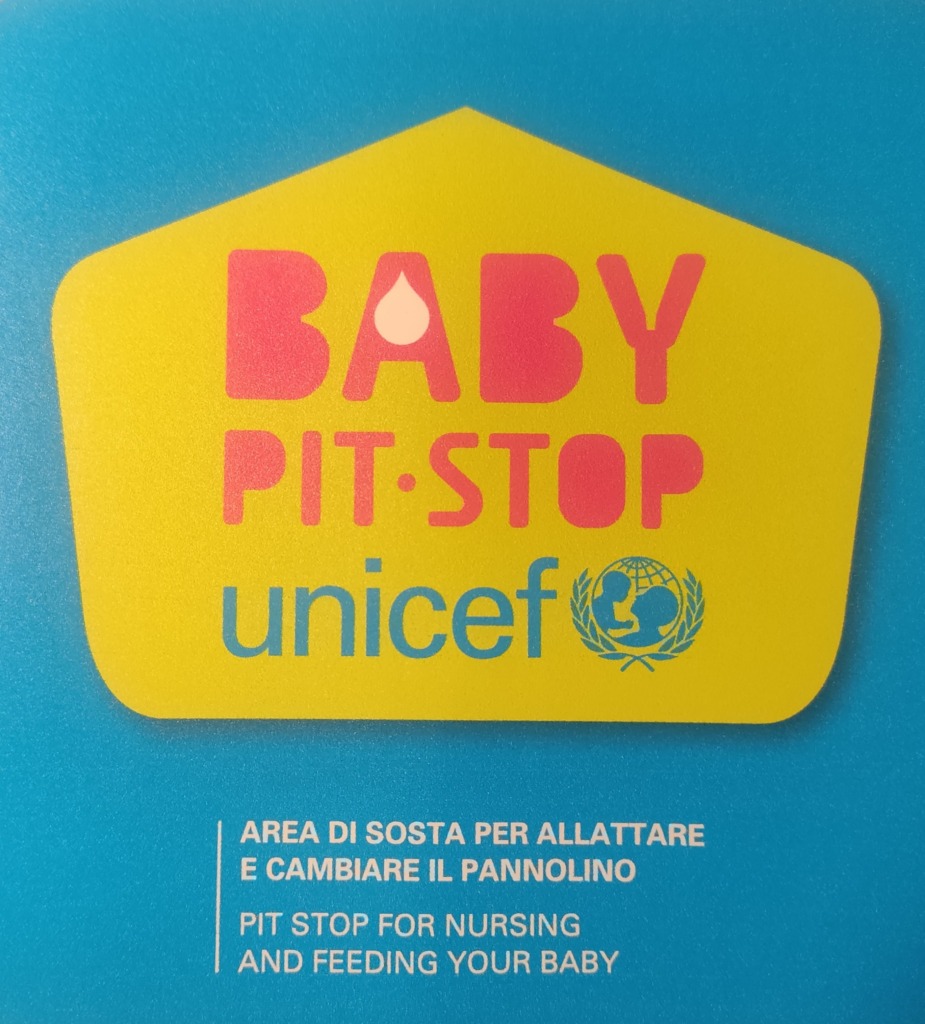 BABY
PIT·STOP
unicef
AREA DI SOSTA PER ALLATTARE
E CAMBIARE IL PANNOLINO
PIT STOP FOR NURSING
AND FEEDING YOUR BABY